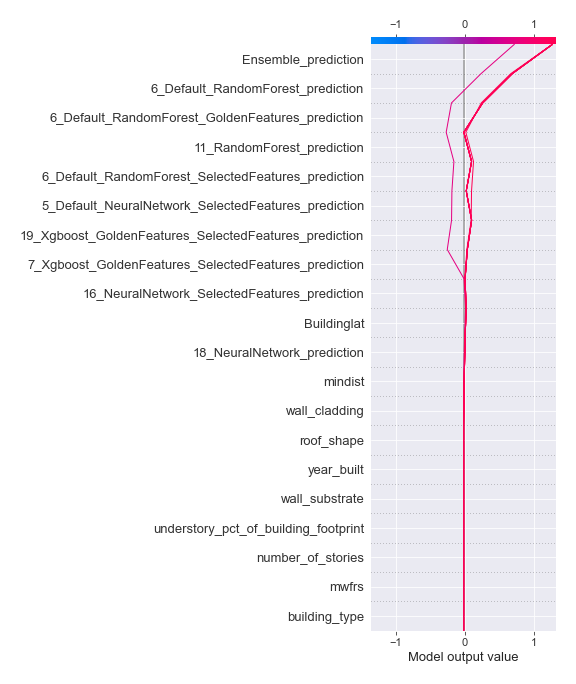 −1 0 1
Ensemble_prediction
6_Default_RandomForest_prediction
6_Default_RandomForest_GoldenFeatures_prediction
11_RandomForest_prediction
6_Default_RandomForest_SelectedFeatures_prediction
5_Default_NeuralNetwork_SelectedFeatures_prediction
19_Xgboost_GoldenFeatures_SelectedFeatures_prediction
7_Xgboost_GoldenFeatures_SelectedFeatures_prediction
16_NeuralNetwork_SelectedFeatures_prediction
Buildinglat
18_NeuralNetwork_prediction
mindist
wall_cladding
roof_shape
year_built
wall_substrate
understory_pct_of_building_footprint
number_of_stories
mwfrs
building_type
−1 0 1
Model output value